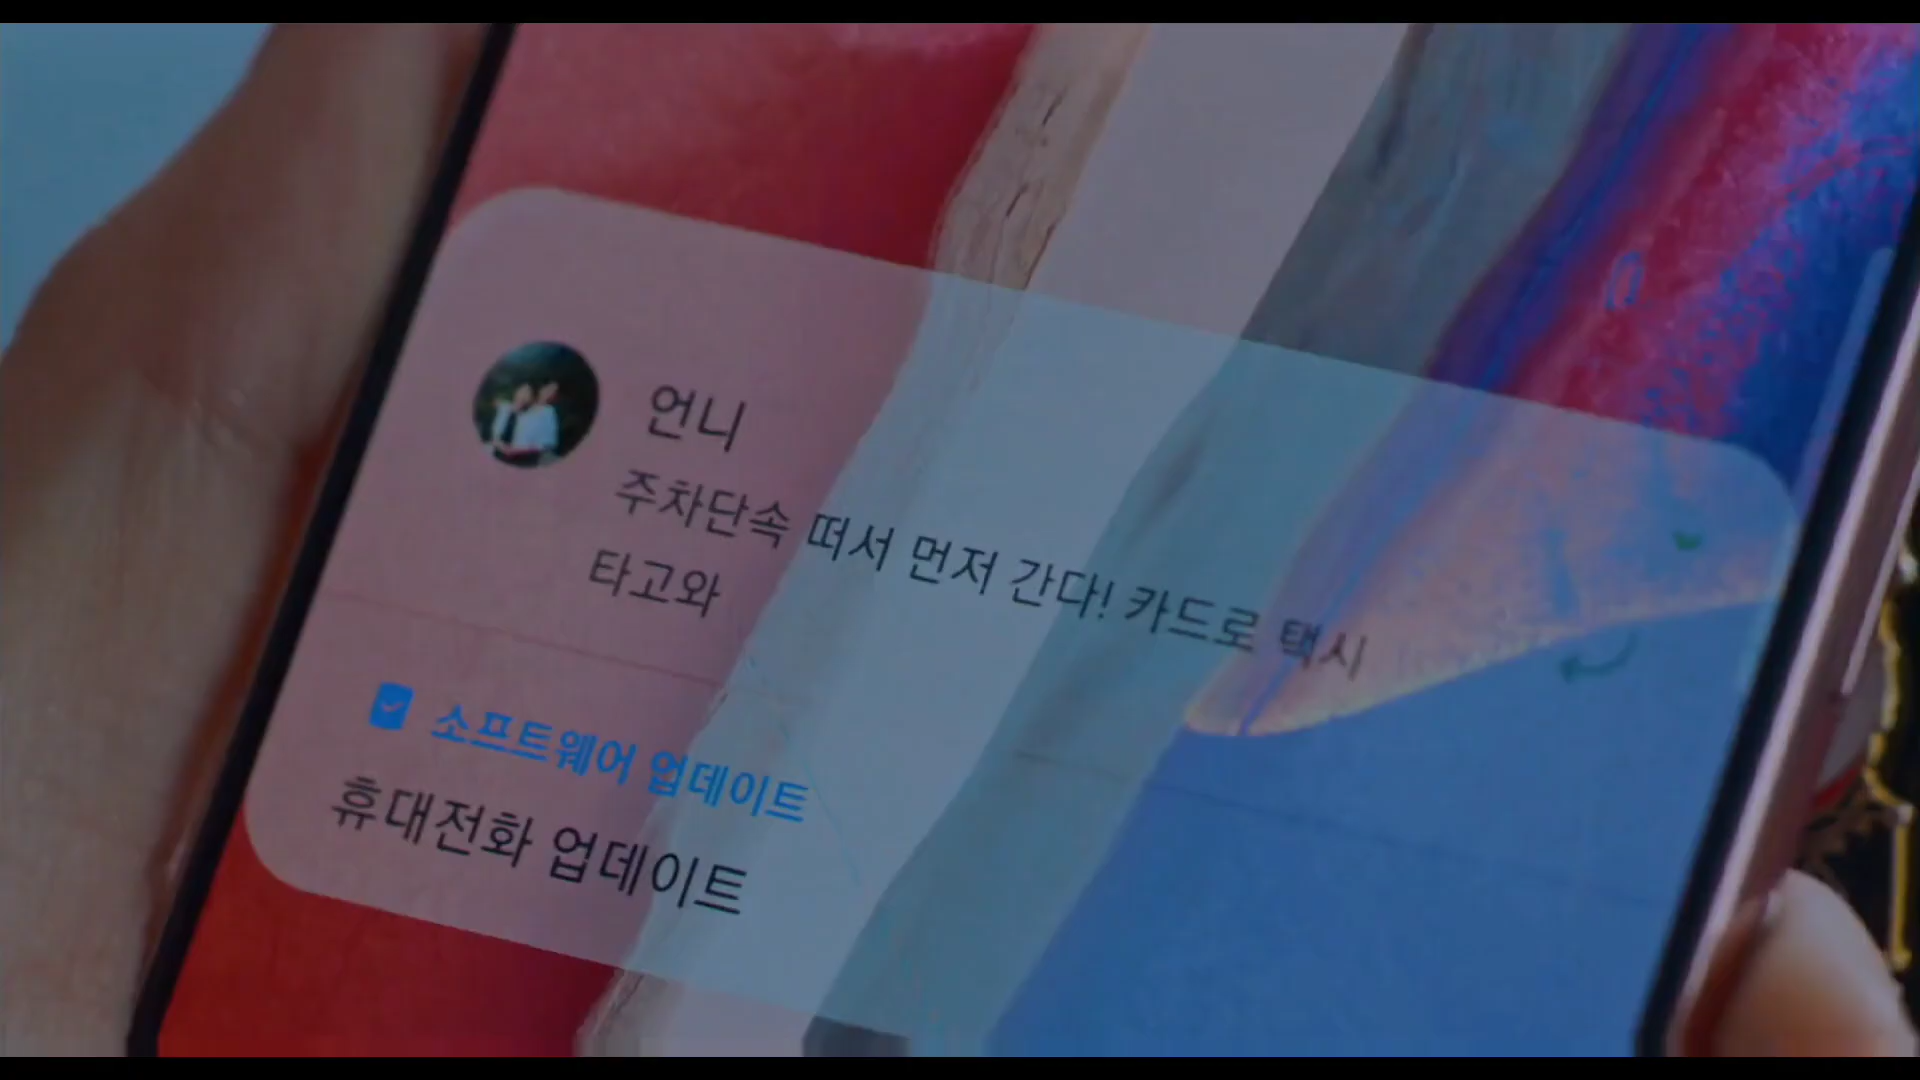 언니
주차단속 떠서 먼저 간다! 카드로 택시
타고와
소프트웨어 업데이트
휴대전화 업데이트